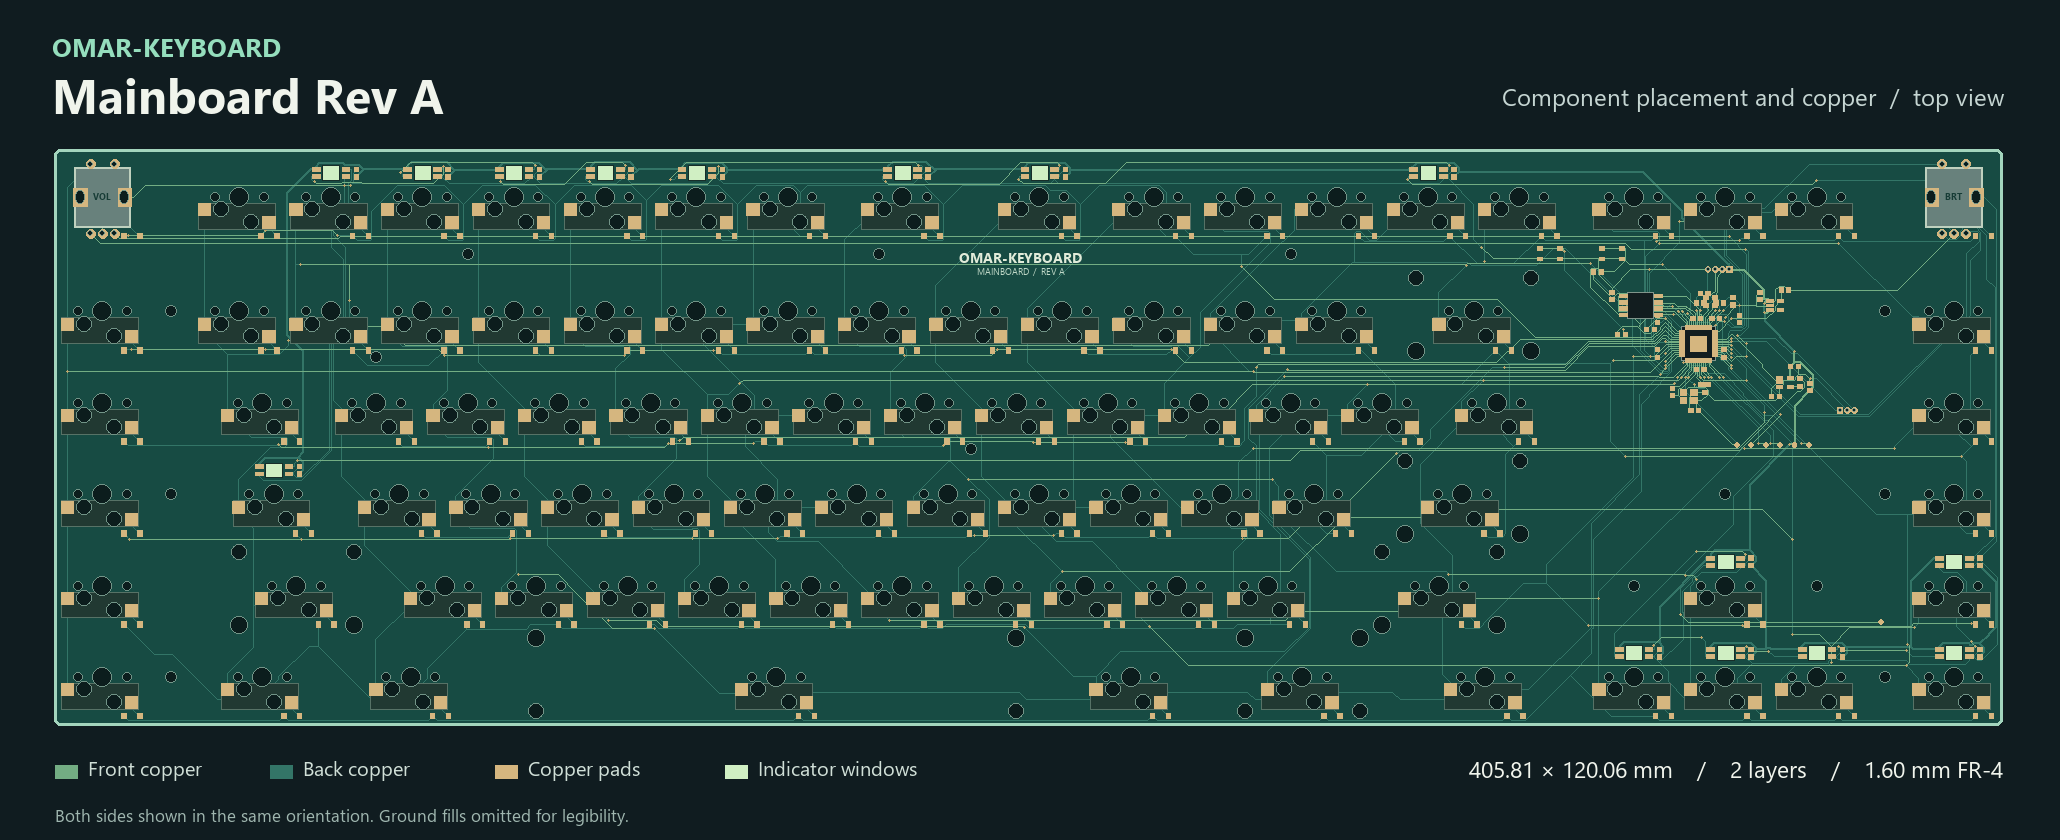 OMAR-KEYBOARD
Mainboard Rev A
Component placement and copper / top view
VOL
BRT
OMAR-KEYBOARD
MAINBOARD / REV A
Front copper
Back copper
Copper pads
Indicator windows
405.81 × 120.06 mm / 2 layers / 1.60 mm FR-4
Both sides shown in the same orientation. Ground fills omitted for legibility.